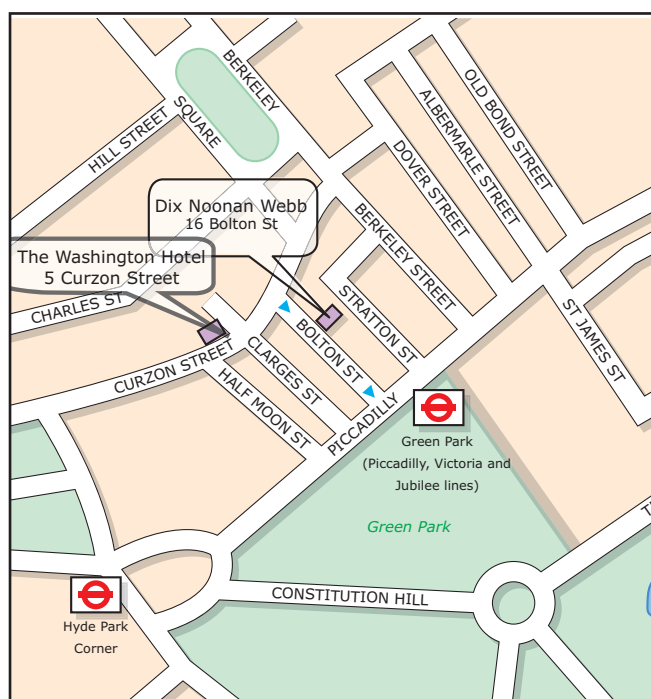 BERKELEY
SQUARE
HILL STREET
OLD BOND STREET
ALBERMARLE STREET
DOVER STREET
Dix Noonan Webb
16 Bolton St
BERKELEY STREET
The Washington Hotel
5 Curzon Street
CHARLES ST
STRATTON ST
BOLTON ST
ST JAMES ST
CURZON STREET
CLARGES ST
HALF MOON ST
PICCADILLY
Green Park
(Piccadilly, Victoria and
Jubilee lines)
Green Park
CONSTITUTION HILL
Hyde Park
Corner